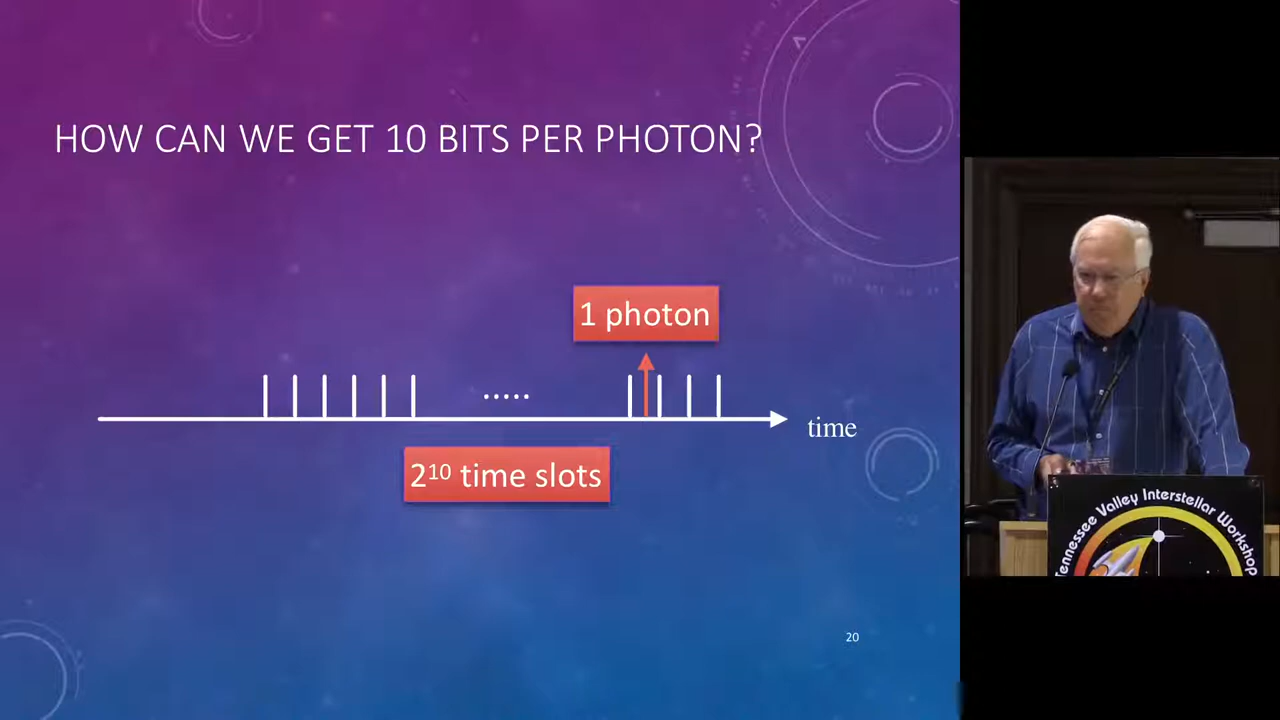 HOW CAN WE GET 10 BITS PER PHOTON?
1 photon
.....
time
2¹⁰ time slots
20
Tennessee Valley Interstellar Workshop